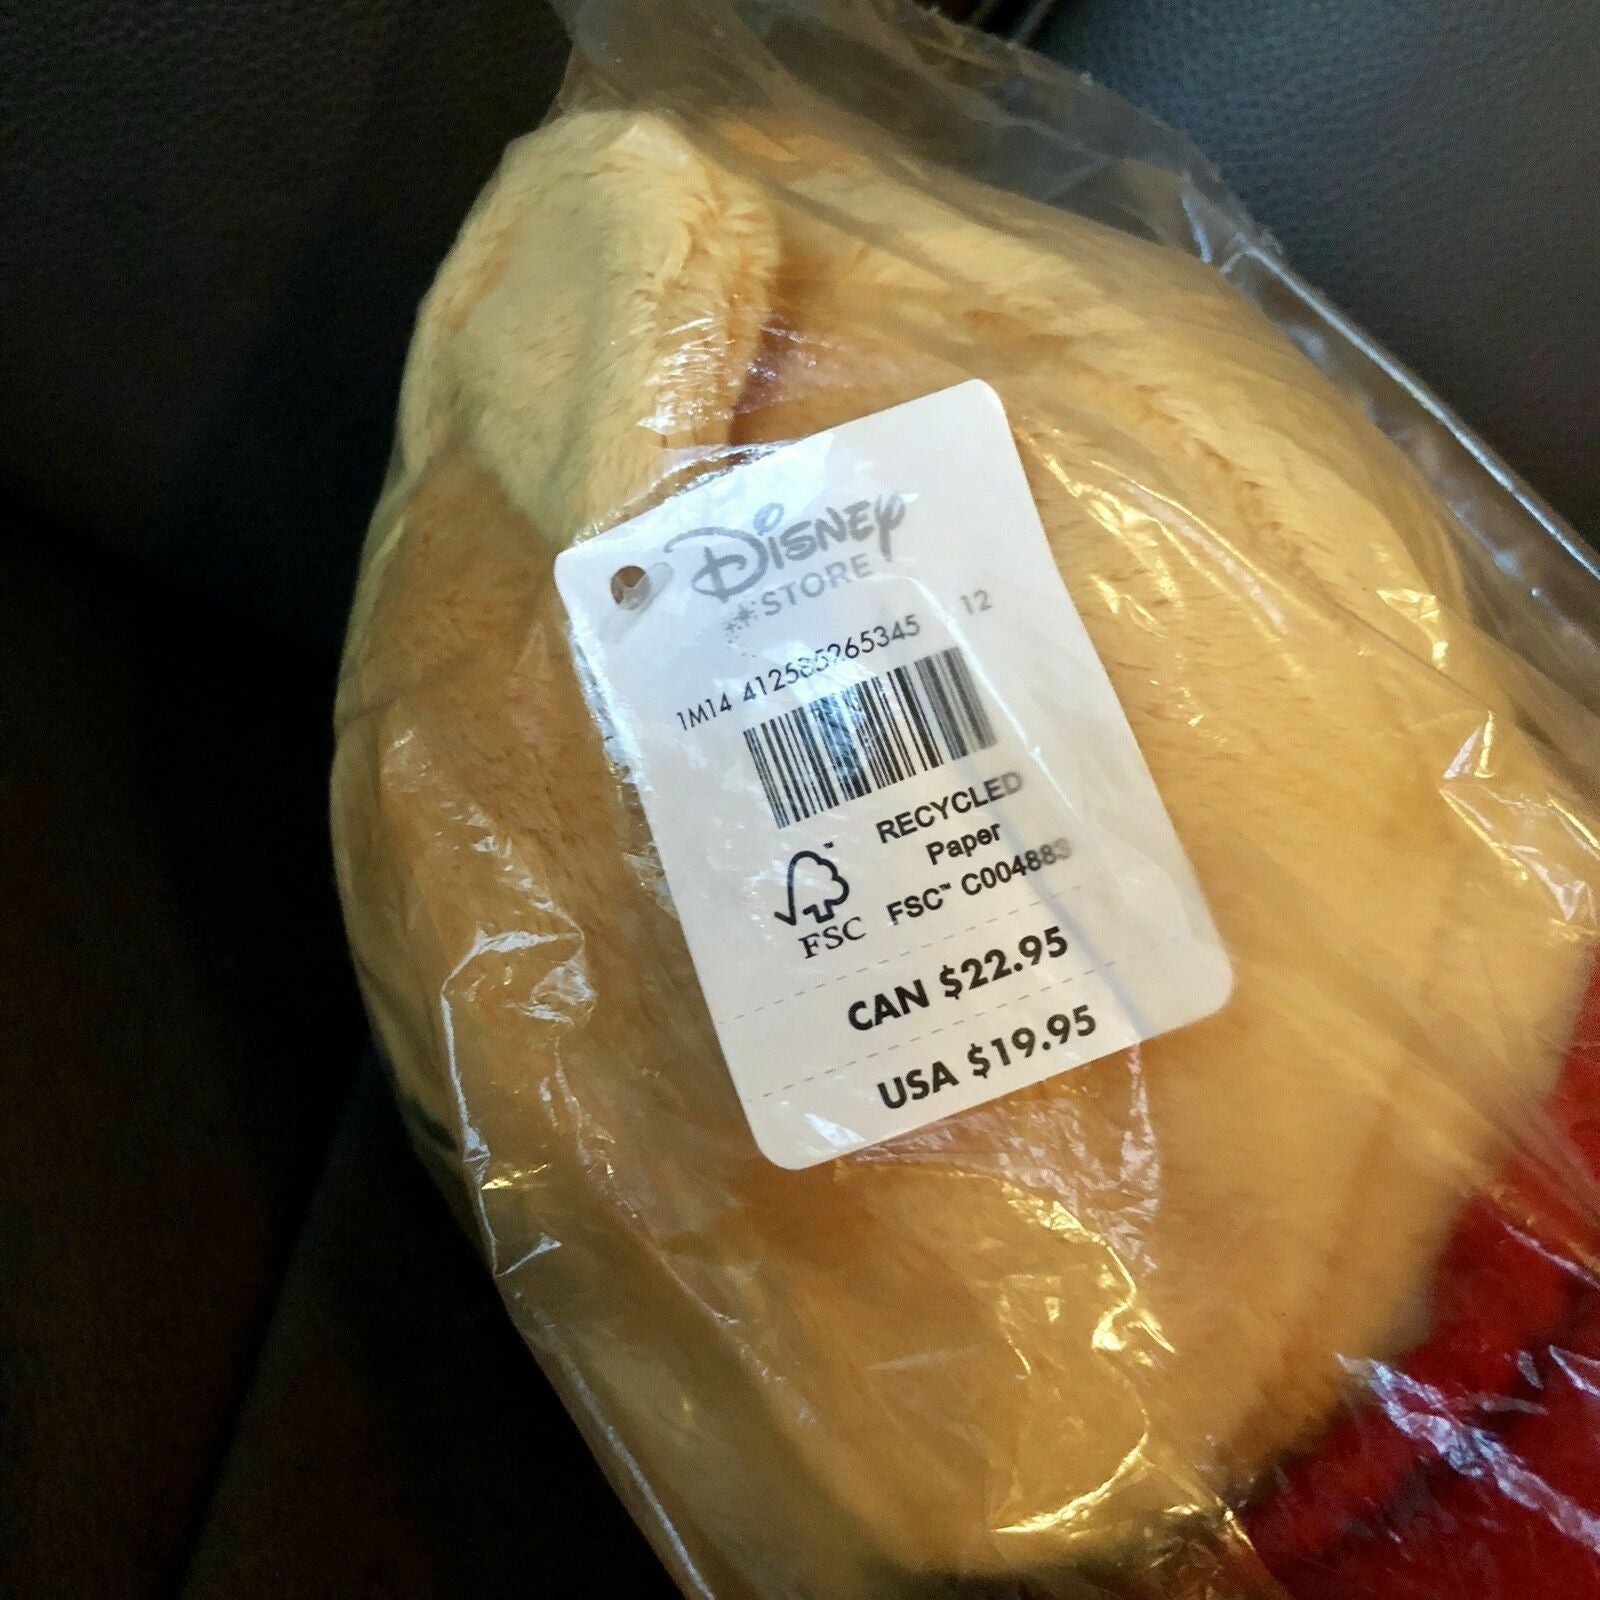 Disney
STORE
1M14 412585265345 12
RECYCLED
Paper
FSC™ C004883
FSC
CAN $22.95
USA $19.95